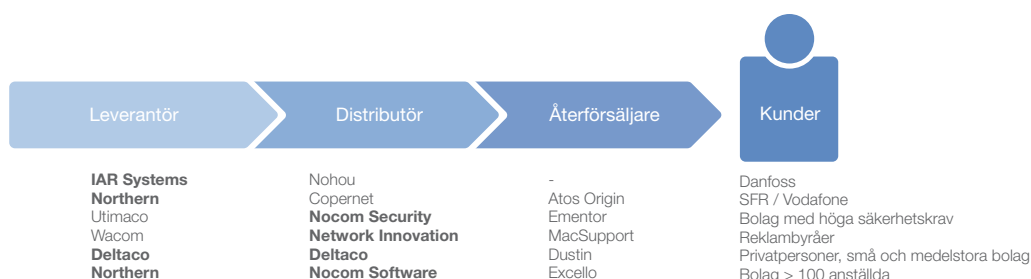 Leverantör
Distributör
Återförsäljare
Kunder
IAR Systems Nohou - Danfoss
Northern Copernet Atos Origin SFR / Vodafone
Utimaco Nocom Security Ementor Bolag med höga säkerhetskrav
Wacom Network Innovation MacSupport Reklambyråer
Deltaco Deltaco Dustin Privatpersoner, små och medelstora bolag
Northern Nocom Software Excello Bolag > 100 anställda